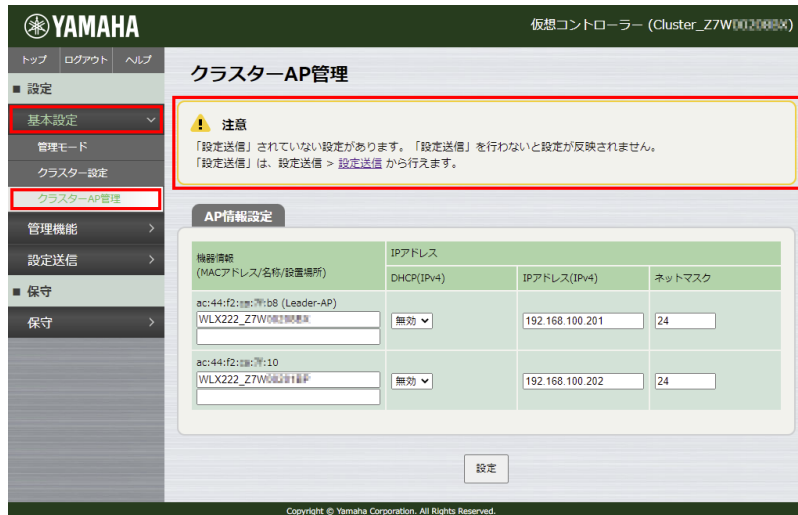 YAMAHA
仮想コントローラー (Cluster_Z7W
トップ ログアウト ヘルプ
■ 設定
基本設定
管理モード
クラスター設定
クラスターAP管理
管理機能
設定送信
■ 保守
保守
クラスターAP管理
注意
「設定送信」されていない設定があります。「設定送信」を行わないと設定が反映されません。
「設定送信」は、設定送信 > 設定送信 から行えます。
AP情報設定
機器情報
(MACアドレス/名称/設置場所)
IPアドレス
DHCP(IPv4) IPアドレス(IPv4) ネットマスク
ac:44:f2: :b8 (Leader-AP)
WLX222_Z7W
無効 192.168.100.201 24
ac:44:f2: :10
WLX222_Z7W
無効 192.168.100.202 24
設定
Copyright © Yamaha Corporation. All Rights Reserved.